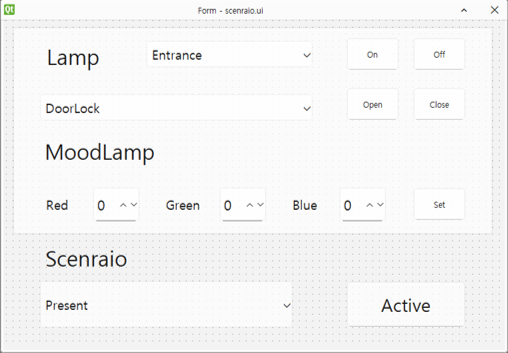 Qt
Form - scenraio.ui
Lamp Entrance On Off
DoorLock Open Close
MoodLamp
Red 0 Green 0 Blue 0 Set
Scenraio
Present Active